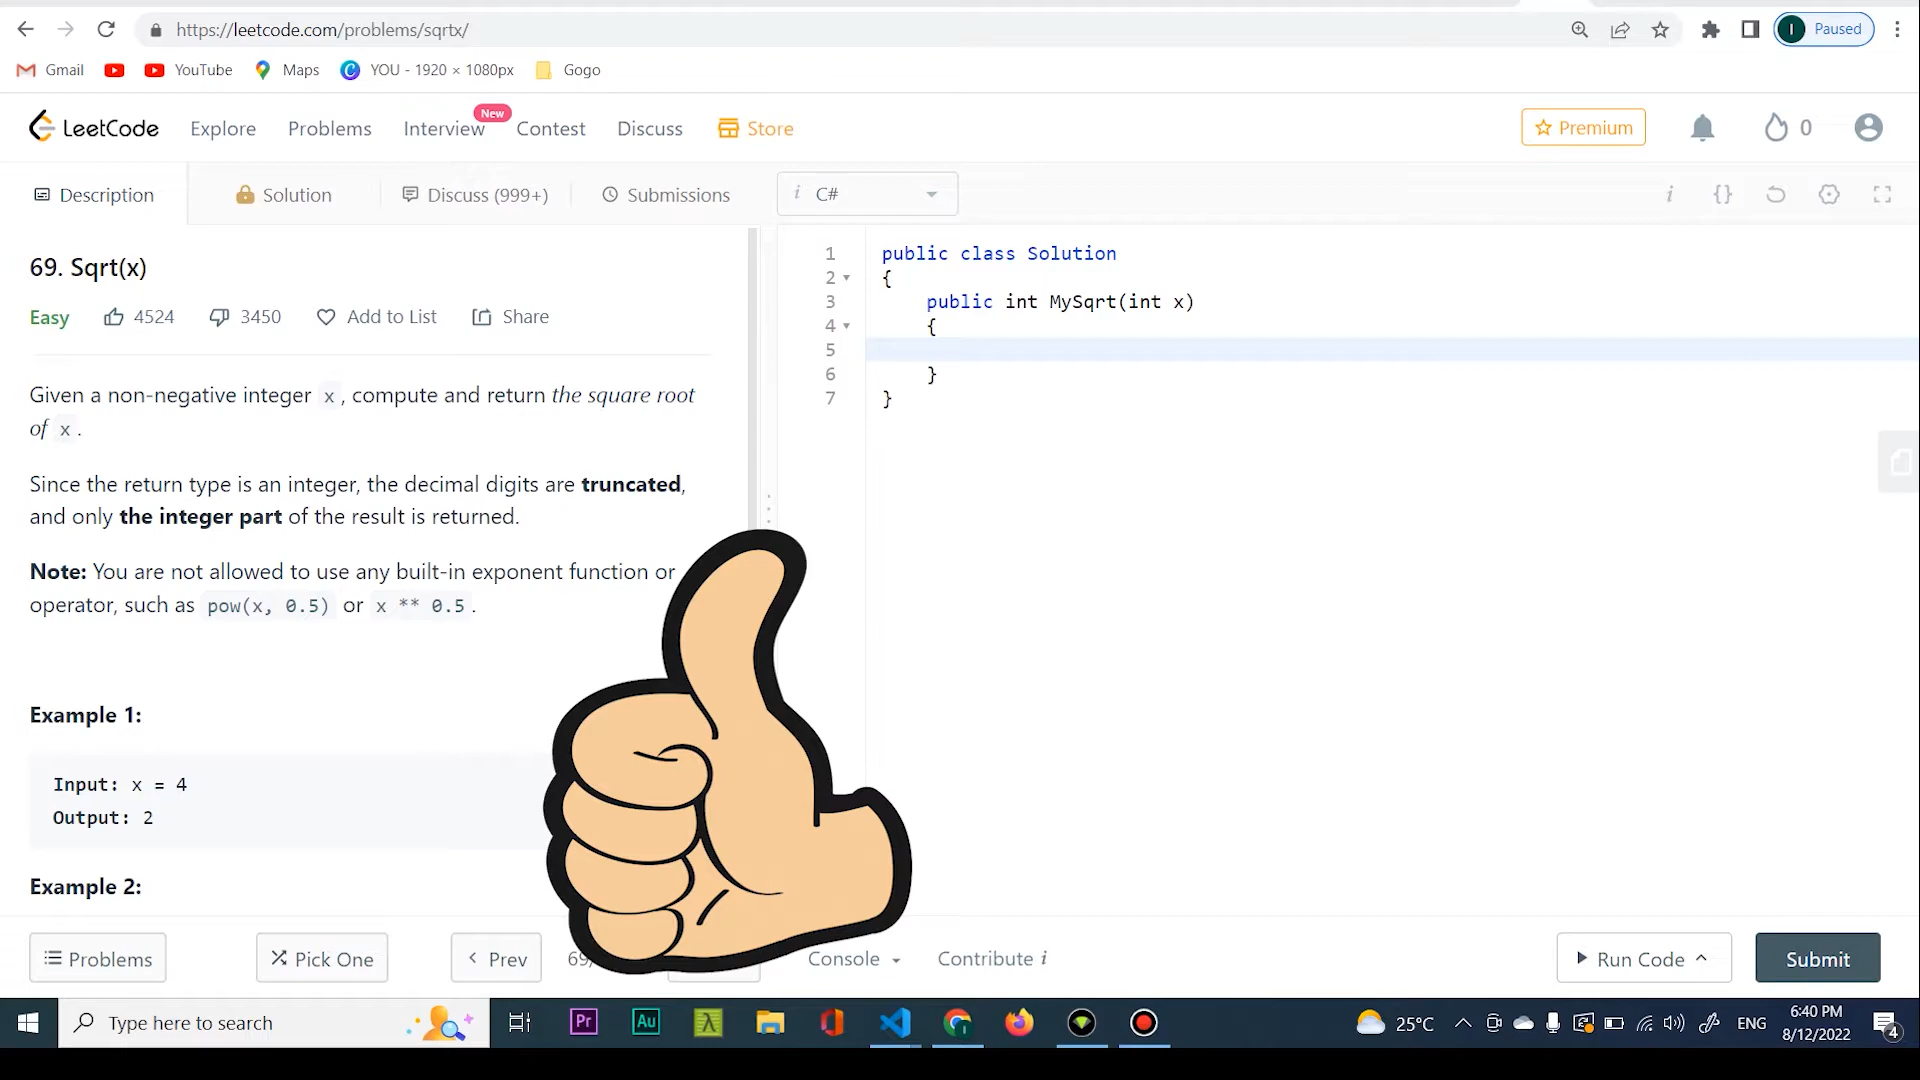 https://leetcode.com/problems/sqrtx/
I Paused
Gmail YouTube Maps YOU - 1920 × 1080px Gogo
LeetCode Explore Problems Interview New Contest Discuss Store Premium 0
Description Solution Discuss (999+) Submissions i C# i {}
69. Sqrt(x)
Easy 4524 3450 Add to List Share
Given a non-negative integer x, compute and return the square root
of x.
Since the return type is an integer, the decimal digits are truncated,
and only the integer part of the result is returned.
Note: You are not allowed to use any built-in exponent function or
operator, such as pow(x, 0.5) or x ** 0.5.
Example 1:
Input: x = 4
Output: 2
Example 2:
1 public class Solution
2 {
3 public int MySqrt(int x)
4 {
5
6 }
7 }
Problems Pick One Prev Console Contribute i Run Code Submit
Type here to search Pr Au λ 25°C ENG 6:40 PM
8/12/2022 4